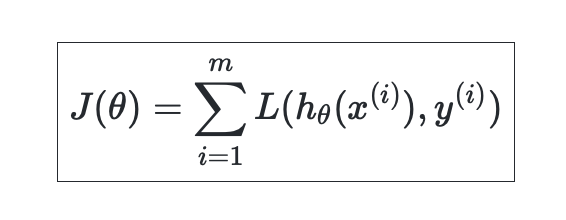 J(θ) = ∑_{i=1}^{m} L(h_θ(x^{(i)}), y^{(i)})